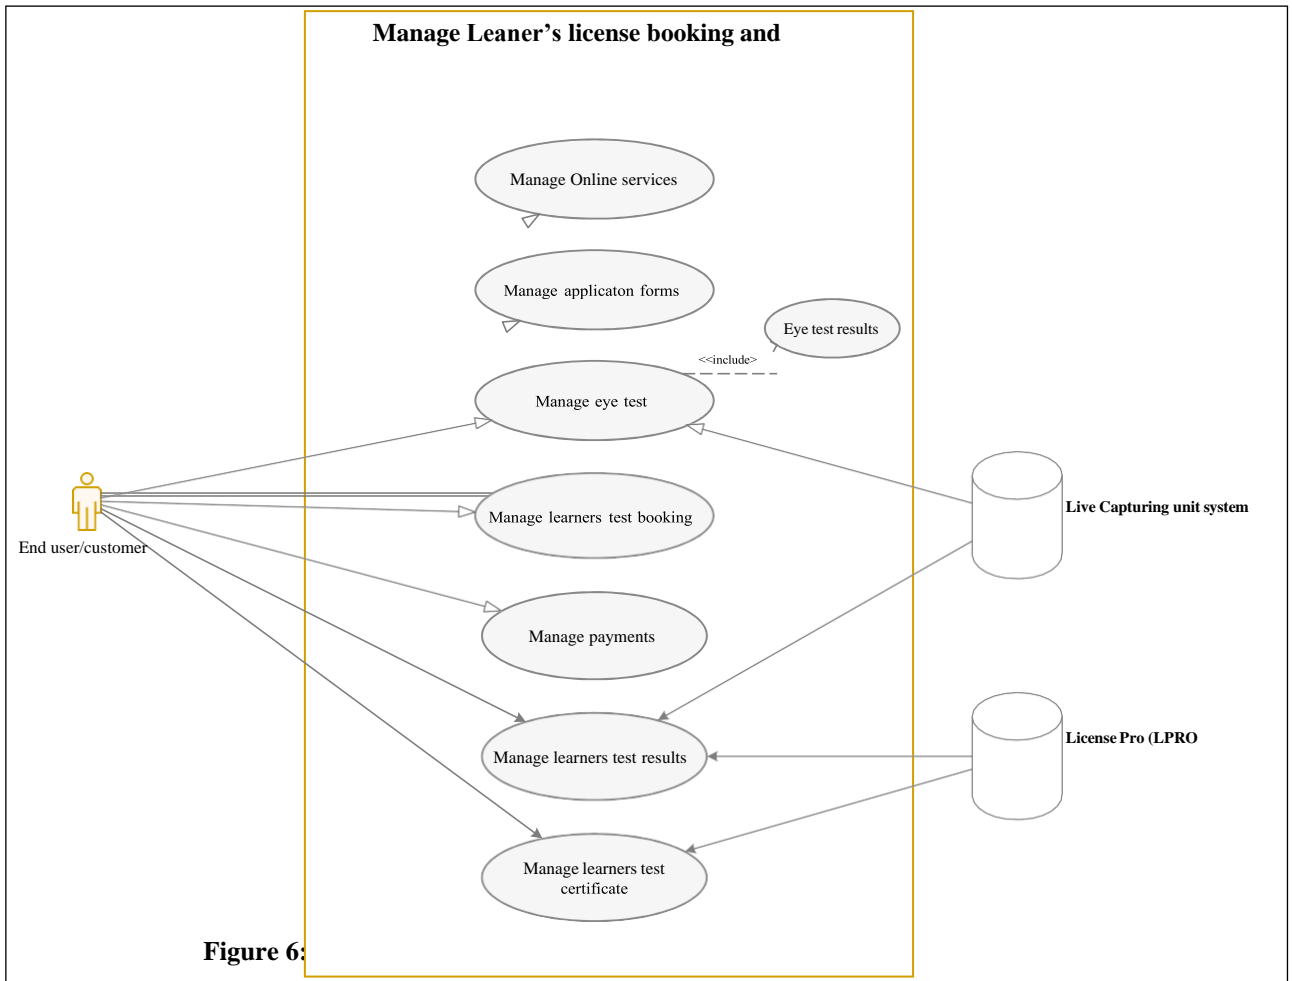 Manage Leaner’s license booking and
Manage Online services
Manage applicaton forms
Eye test results
<<include>
Manage eye test
Live Capturing unit system
Manage learners test booking
End user/customer
Manage payments
License Pro (LPRO
Manage learners test results
Manage learners test
certificate
Figure 6: